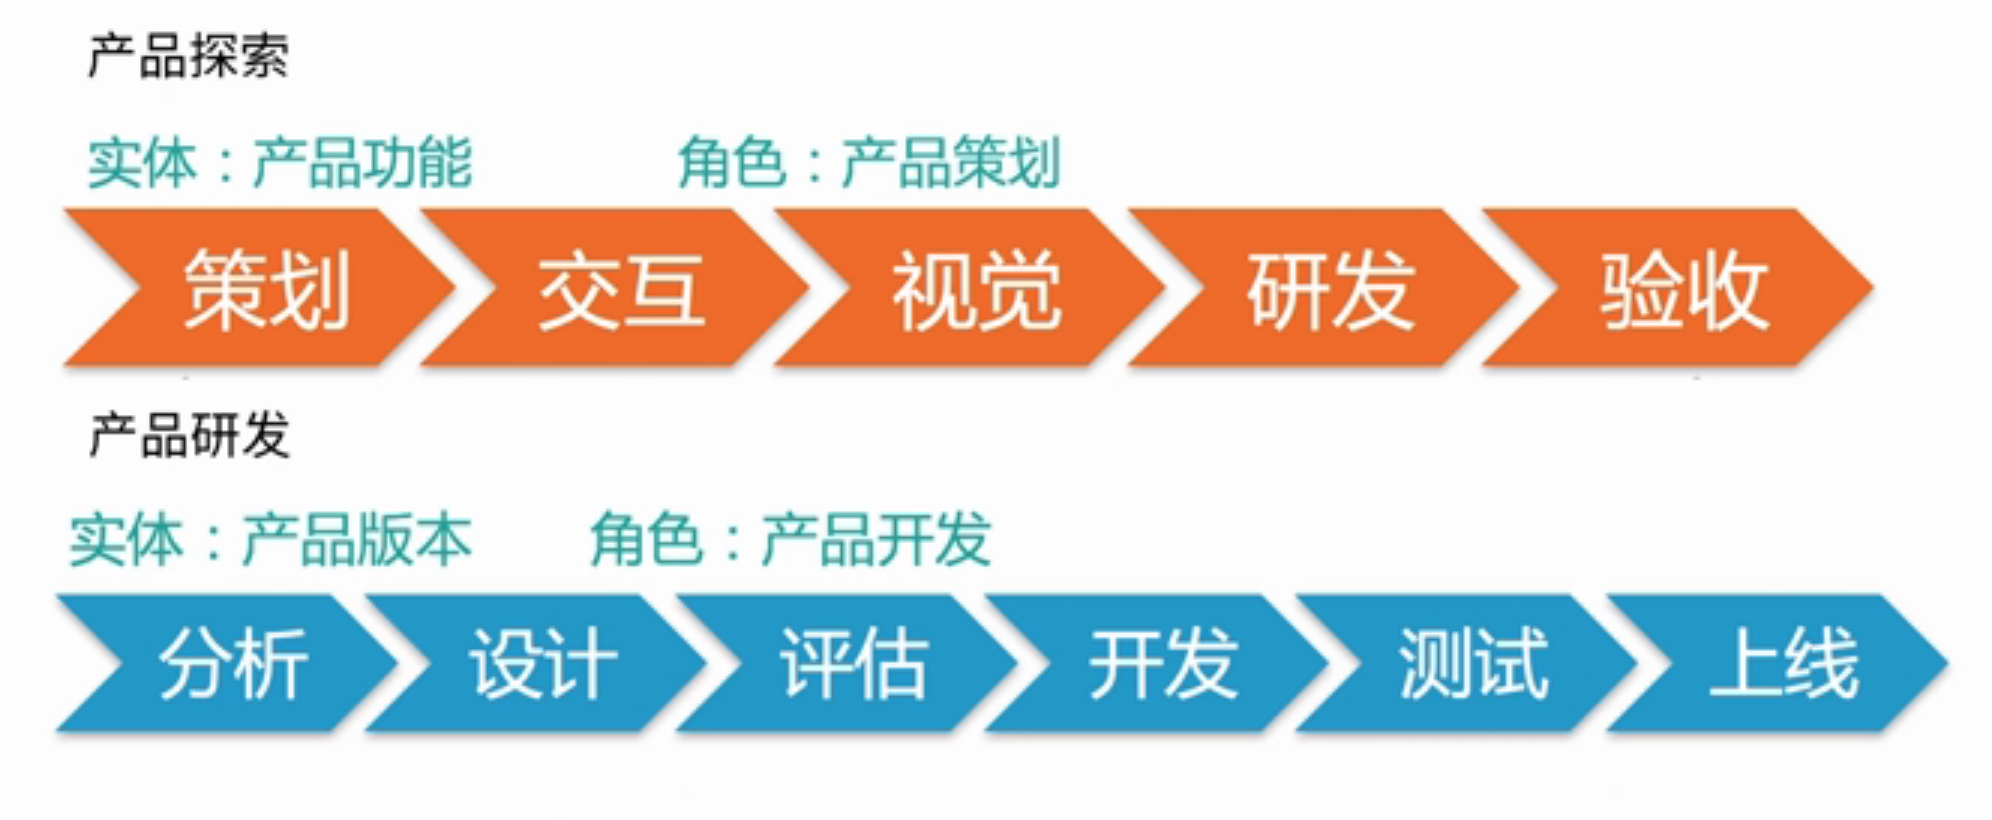 产品探索
实体：产品功能 角色：产品策划
策划 交互 视觉 研发 验收
产品研发
实体：产品版本 角色：产品开发
分析 设计 评估 开发 测试 上线